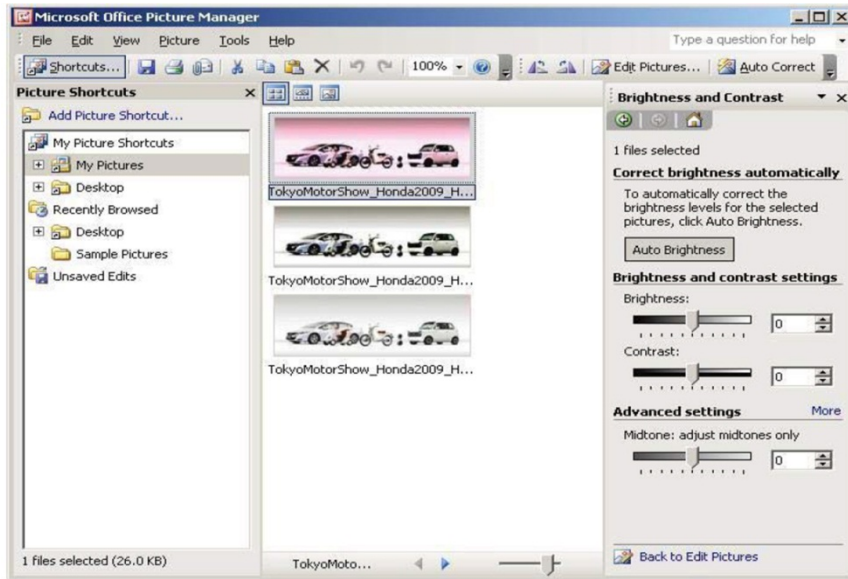 Microsoft Office Picture Manager
File Edit View Picture Tools Help
Type a question for help
Shortcuts... 100% Edit Pictures... Auto Correct
Picture Shortcuts
Add Picture Shortcut...
My Picture Shortcuts
My Pictures
Desktop
Recently Browsed
Desktop
Sample Pictures
Unsaved Edits
1 files selected (26.0 KB)
TokyoMotorShow_Honda2009_H...
TokyoMotorShow_Honda2009_H...
TokyoMotorShow_Honda2009_H...
TokyoMoto...
Brightness and Contrast
1 files selected
Correct brightness automatically
To automatically correct the
brightness levels for the selected
pictures, click Auto Brightness.
Auto Brightness
Brightness and contrast settings
Brightness:
0
Contrast:
0
Advanced settings More
Midtone: adjust midtones only
0
Back to Edit Pictures